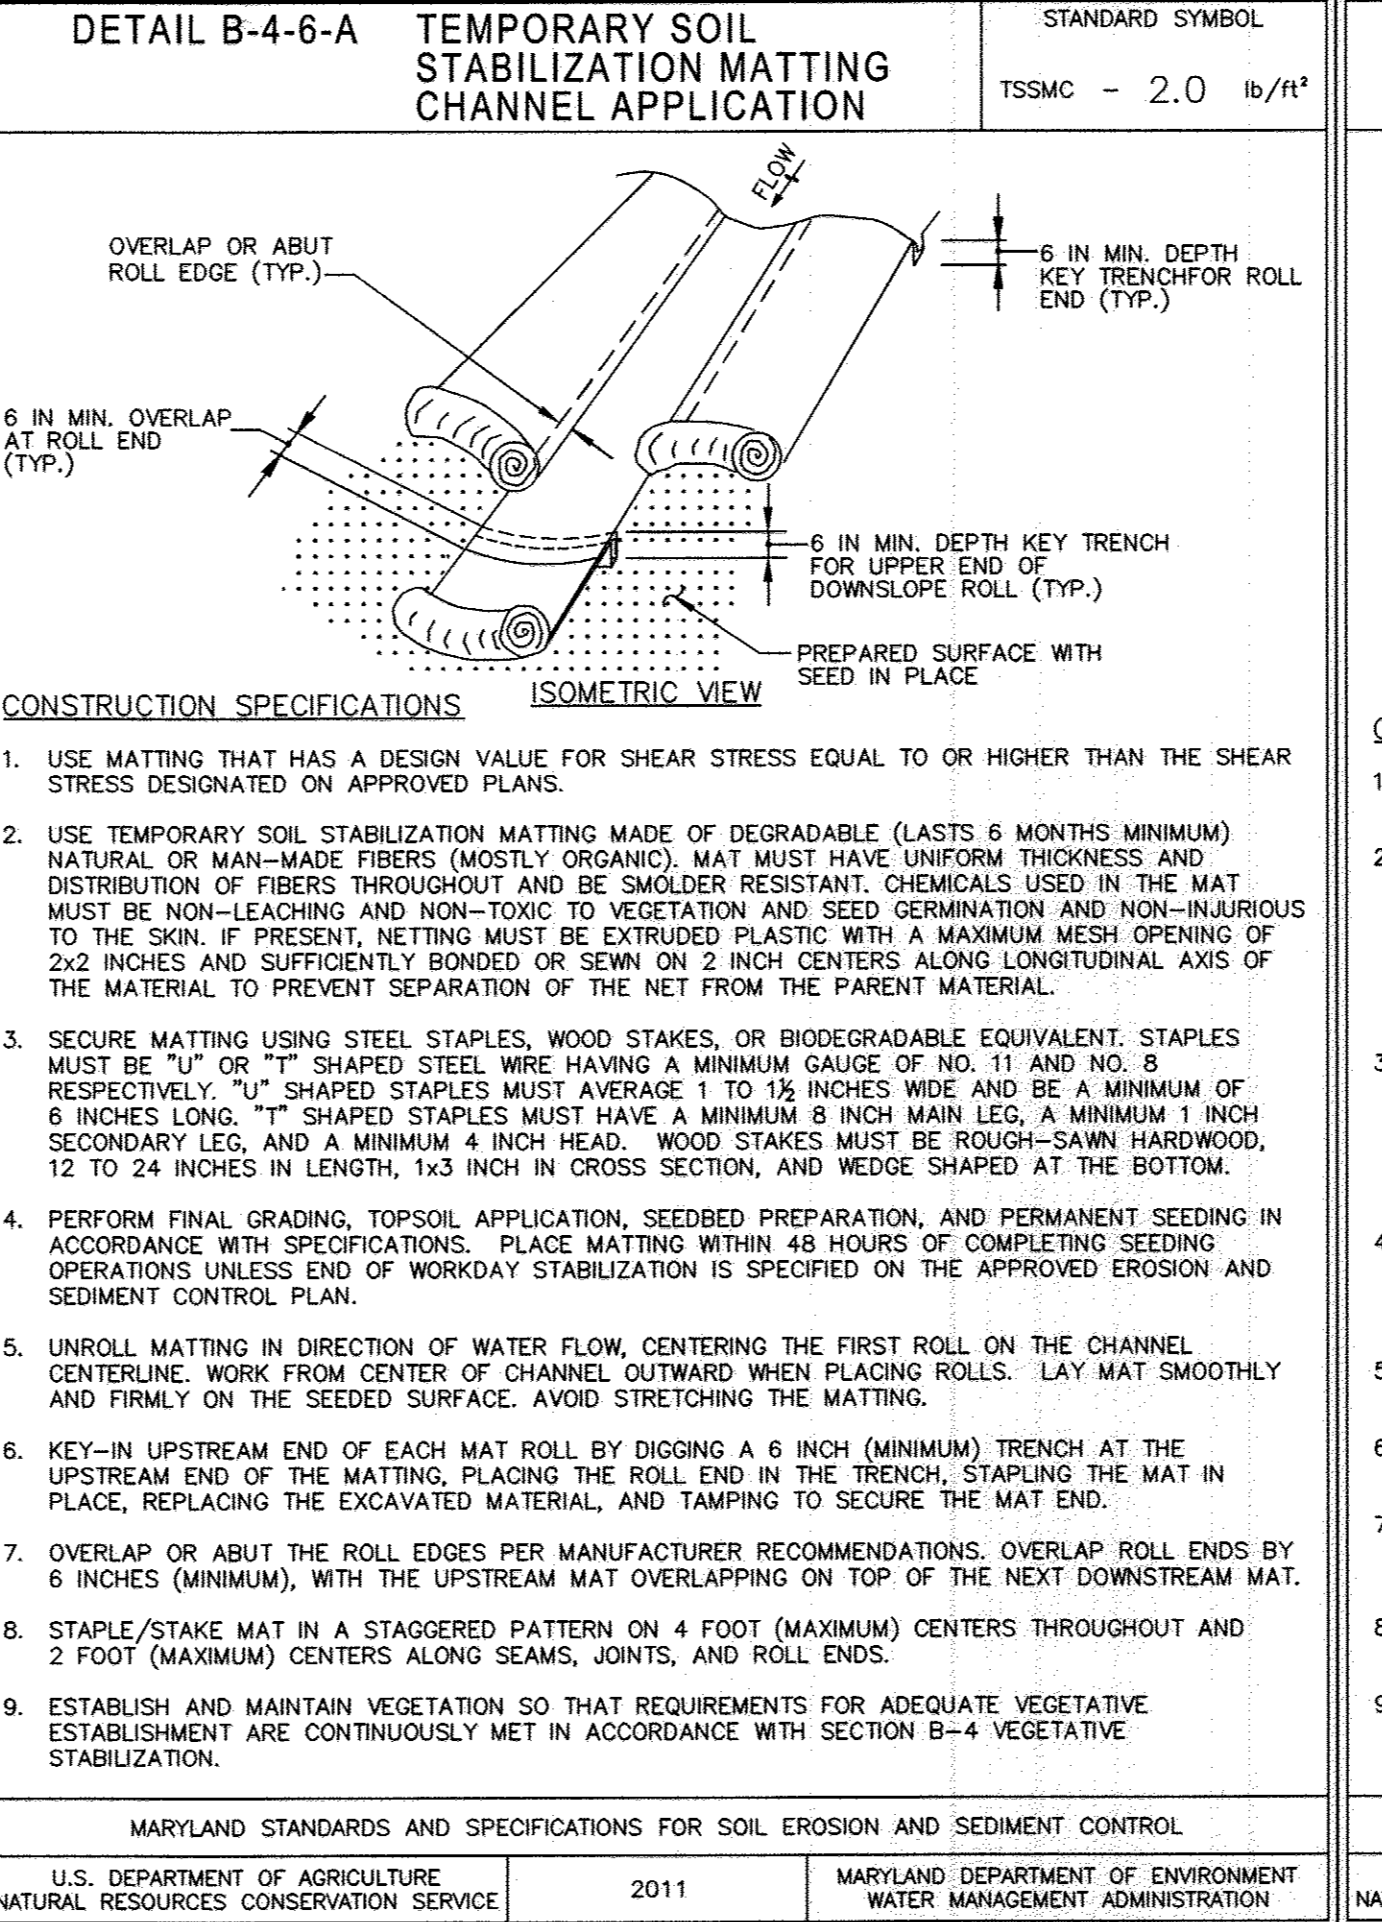 DETAIL B-4-6-A TEMPORARY SOIL
STABILIZATION MATTING
CHANNEL APPLICATION
STANDARD SYMBOL
TSSMC - 2.0 lb/ft²
FLOW
OVERLAP OR ABUT
ROLL EDGE (TYP.)
6 IN MIN. DEPTH
KEY TRENCHFOR ROLL
END (TYP.)
6 IN MIN. OVERLAP
AT ROLL END
(TYP.)
6 IN MIN. DEPTH KEY TRENCH
FOR UPPER END OF
DOWNSLOPE ROLL (TYP.)
PREPARED SURFACE WITH
SEED IN PLACE
ISOMETRIC VIEW
CONSTRUCTION SPECIFICATIONS
1. USE MATTING THAT HAS A DESIGN VALUE FOR SHEAR STRESS EQUAL TO OR HIGHER THAN THE SHEAR
STRESS DESIGNATED ON APPROVED PLANS.
2. USE TEMPORARY SOIL STABILIZATION MATTING MADE OF DEGRADABLE (LASTS 6 MONTHS MINIMUM)
NATURAL OR MAN-MADE FIBERS (MOSTLY ORGANIC). MAT MUST HAVE UNIFORM THICKNESS AND
DISTRIBUTION OF FIBERS THROUGHOUT AND BE SMOLDER RESISTANT. CHEMICALS USED IN THE MAT
MUST BE NON-LEACHING AND NON-TOXIC TO VEGETATION AND SEED GERMINATION AND NON-INJURIOUS
TO THE SKIN. IF PRESENT, NETTING MUST BE EXTRUDED PLASTIC WITH A MAXIMUM MESH OPENING OF
2x2 INCHES AND SUFFICIENTLY BONDED OR SEWN ON 2 INCH CENTERS ALONG LONGITUDINAL AXIS OF
THE MATERIAL TO PREVENT SEPARATION OF THE NET FROM THE PARENT MATERIAL.
3. SECURE MATTING USING STEEL STAPLES, WOOD STAKES, OR BIODEGRADABLE EQUIVALENT. STAPLES
MUST BE "U" OR "T" SHAPED STEEL WIRE HAVING A MINIMUM GAUGE OF NO. 11 AND NO. 8
RESPECTIVELY. "U" SHAPED STAPLES MUST AVERAGE 1 TO 1½ INCHES WIDE AND BE A MINIMUM OF
6 INCHES LONG. "T" SHAPED STAPLES MUST HAVE A MINIMUM 8 INCH MAIN LEG, A MINIMUM 1 INCH
SECONDARY LEG, AND A MINIMUM 4 INCH HEAD. WOOD STAKES MUST BE ROUGH-SAWN HARDWOOD,
12 TO 24 INCHES IN LENGTH, 1x3 INCH IN CROSS SECTION, AND WEDGE SHAPED AT THE BOTTOM.
4. PERFORM FINAL GRADING, TOPSOIL APPLICATION, SEEDBED PREPARATION, AND PERMANENT SEEDING IN
ACCORDANCE WITH SPECIFICATIONS. PLACE MATTING WITHIN 48 HOURS OF COMPLETING SEEDING
OPERATIONS UNLESS END OF WORKDAY STABILIZATION IS SPECIFIED ON THE APPROVED EROSION AND
SEDIMENT CONTROL PLAN.
5. UNROLL MATTING IN DIRECTION OF WATER FLOW, CENTERING THE FIRST ROLL ON THE CHANNEL
CENTERLINE. WORK FROM CENTER OF CHANNEL OUTWARD WHEN PLACING ROLLS. LAY MAT SMOOTHLY
AND FIRMLY ON THE SEEDED SURFACE. AVOID STRETCHING THE MATTING.
6. KEY-IN UPSTREAM END OF EACH MAT ROLL BY DIGGING A 6 INCH (MINIMUM) TRENCH AT THE
UPSTREAM END OF THE MATTING, PLACING THE ROLL END IN THE TRENCH, STAPLING THE MAT IN
PLACE, REPLACING THE EXCAVATED MATERIAL, AND TAMPING TO SECURE THE MAT END.
7. OVERLAP OR ABUT THE ROLL EDGES PER MANUFACTURER RECOMMENDATIONS. OVERLAP ROLL ENDS BY
6 INCHES (MINIMUM), WITH THE UPSTREAM MAT OVERLAPPING ON TOP OF THE NEXT DOWNSTREAM MAT.
8. STAPLE/STAKE MAT IN A STAGGERED PATTERN ON 4 FOOT (MAXIMUM) CENTERS THROUGHOUT AND
2 FOOT (MAXIMUM) CENTERS ALONG SEAMS, JOINTS, AND ROLL ENDS.
9. ESTABLISH AND MAINTAIN VEGETATION SO THAT REQUIREMENTS FOR ADEQUATE VEGETATIVE
ESTABLISHMENT ARE CONTINUOUSLY MET IN ACCORDANCE WITH SECTION B-4 VEGETATIVE
STABILIZATION.
MARYLAND STANDARDS AND SPECIFICATIONS FOR SOIL EROSION AND SEDIMENT CONTROL
U.S. DEPARTMENT OF AGRICULTURE
NATURAL RESOURCES CONSERVATION SERVICE
2011
MARYLAND DEPARTMENT OF ENVIRONMENT
WATER MANAGEMENT ADMINISTRATION